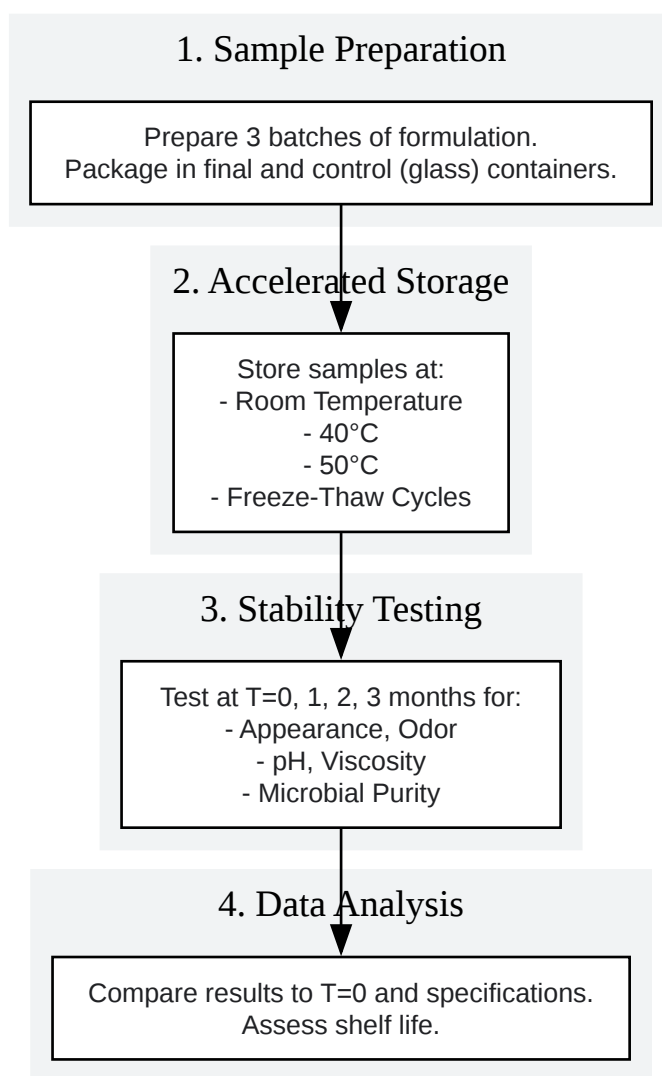 1. Sample Preparation
Prepare 3 batches of formulation.
Package in final and control (glass) containers.
2. Accelerated Storage
Store samples at:
- Room Temperature
- 40°C
- 50°C
- Freeze-Thaw Cycles
3. Stability Testing
Test at T=0, 1, 2, 3 months for:
- Appearance, Odor
- pH, Viscosity
- Microbial Purity
4. Data Analysis
Compare results to T=0 and specifications.
Assess shelf life.